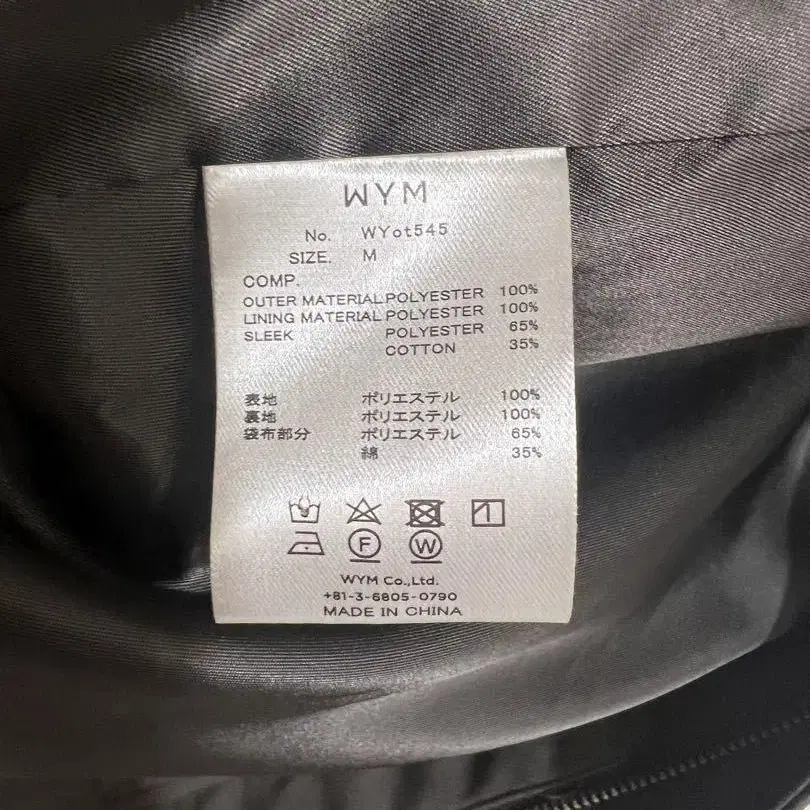 WYM
No. WYot545
SIZE. M
COMP.
OUTER MATERIAL POLYESTER 100%
LINING MATERIAL POLYESTER 100%
SLEEK POLYESTER 65%
COTTON 35%
表地 ポリエステル 100%
裏地 ポリエステル 100%
袋布部分 ポリエステル 65%
綿 35%
F
W
WYM Co.,Ltd.
+81-3-6805-0790
MADE IN CHINA